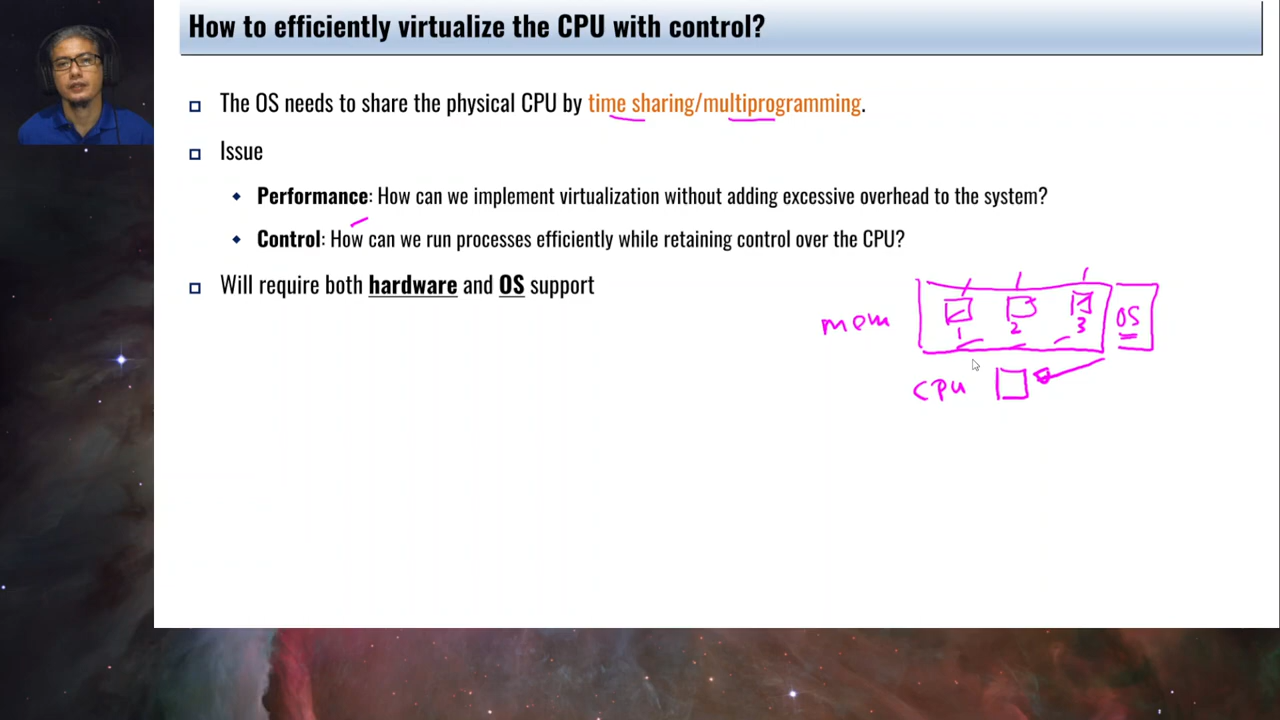 How to efficiently virtualize the CPU with control?
The OS needs to share the physical CPU by time sharing/multiprogramming.
Issue
Performance: How can we implement virtualization without adding excessive overhead to the system?
Control: How can we run processes efficiently while retaining control over the CPU?
Will require both hardware and OS support
mem
1 2 3
OS
CPU